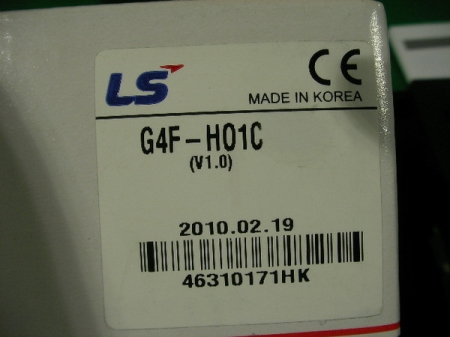 LS
CE
MADE IN KOREA
G4F-H01C
(V1.0)
2010.02.19
46310171HK